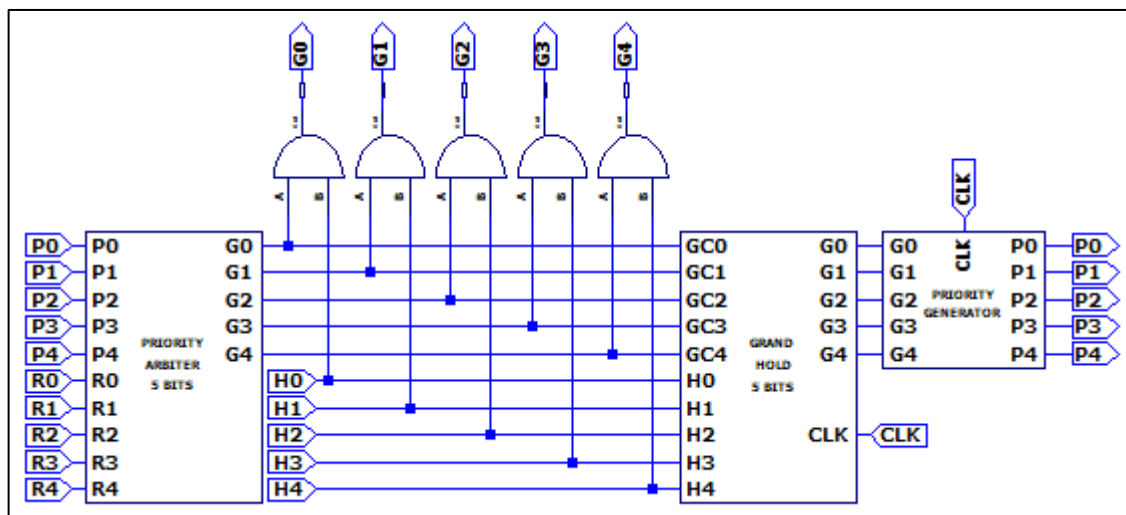 G0 G1 G2 G3 G4
A B A B A B A B A B
CLK
P0 P0 G0 GC0 G0 G0 CLK P0 P0
P1 P1 G1 GC1 G1 G1 P1 P1
P2 P2 G2 GC2 G2 G2 PRIORITY P2 P2
P3 P3 G3 GC3 G3 G3 GENERATOR P3 P3
P4 P4 PRIORITY G4 GC4 GRAND G4 G4 P4 P4
R0 R0 ARBITER H0 H0 HOLD
5 BITS 5 BITS
R1 R1 H1 H1
R2 R2 H2 H2 CLK CLK
R3 R3 H3 H3
R4 R4 H4 H4